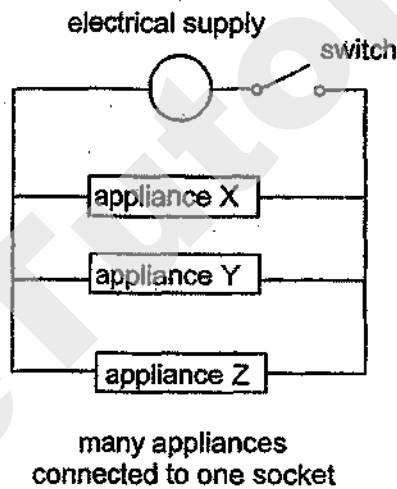 electrical supply
switch
appliance X
appliance Y
appliance Z
many appliances
connected to one socket